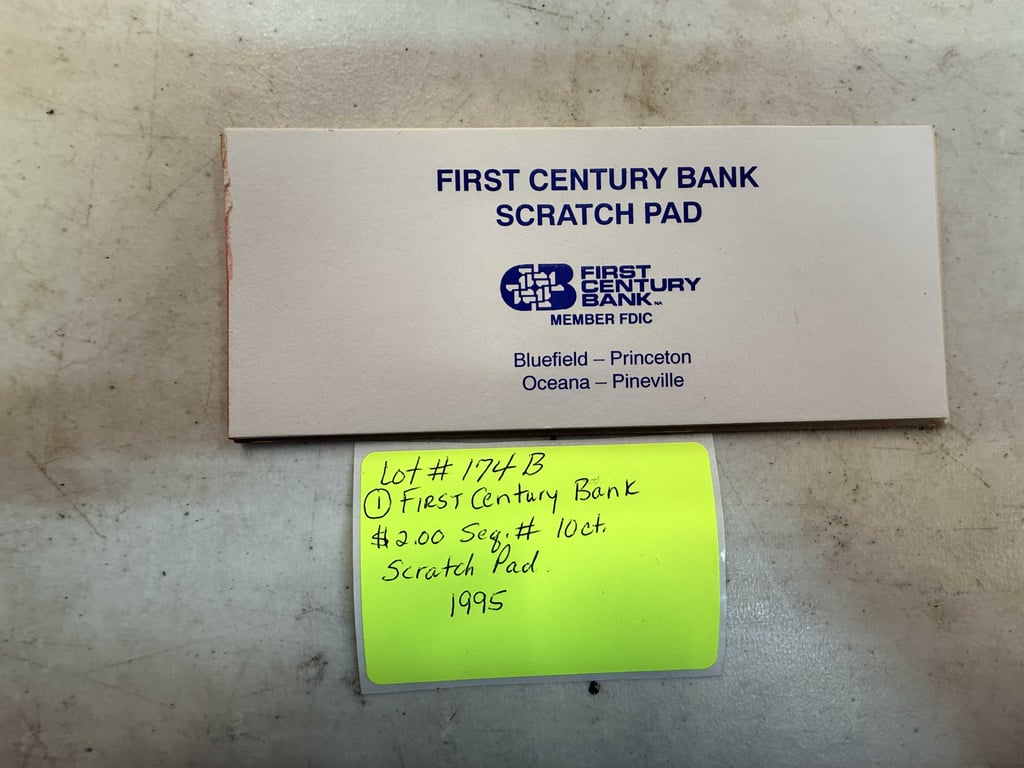 FIRST CENTURY BANK
SCRATCH PAD
FIRST
CENTURY
BANK NA
MEMBER FDIC
Bluefield – Princeton
Oceana – Pineville
Lot # 174 B
① First Century Bank
$2.00 Seq. # 10ct.
Scratch Pad.
1995